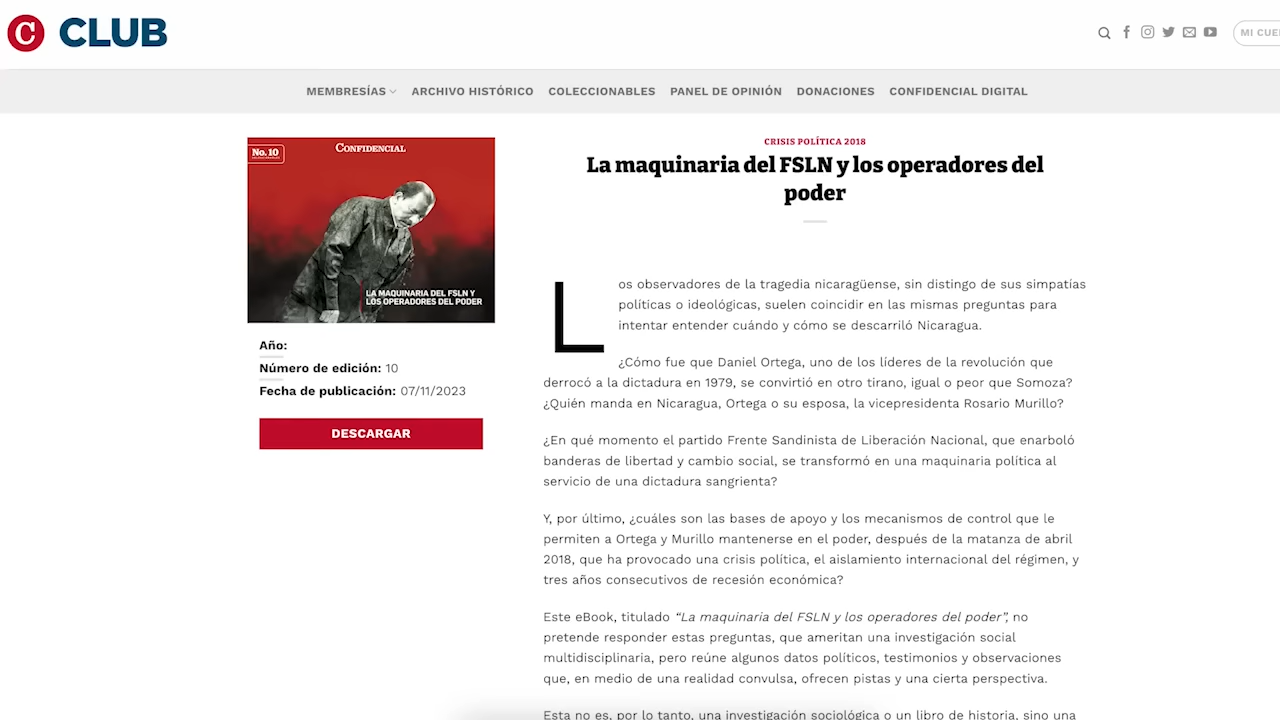 C CLUB
MI CUE
MEMBRESÍAS ARCHIVO HISTÓRICO COLECCIONABLES PANEL DE OPINIÓN DONACIONES CONFIDENCIAL DIGITAL
No. 10
CONFIDENCIAL
LA MAQUINARIA DEL FSLN Y
LOS OPERADORES DEL PODER
Año:
Número de edición: 10
Fecha de publicación: 07/11/2023
DESCARGAR
CRISIS POLÍTICA 2018
La maquinaria del FSLN y los operadores del
poder
Los observadores de la tragedia nicaragüense, sin distingo de sus simpatías
políticas o ideológicas, suelen coincidir en las mismas preguntas para
intentar entender cuándo y cómo se descarriló Nicaragua.
¿Cómo fue que Daniel Ortega, uno de los líderes de la revolución que
derrocó a la dictadura en 1979, se convirtió en otro tirano, igual o peor que Somoza?
¿Quién manda en Nicaragua, Ortega o su esposa, la vicepresidenta Rosario Murillo?
¿En qué momento el partido Frente Sandinista de Liberación Nacional, que enarboló
banderas de libertad y cambio social, se transformó en una maquinaria política al
servicio de una dictadura sangrienta?
Y, por último, ¿cuáles son las bases de apoyo y los mecanismos de control que le
permiten a Ortega y Murillo mantenerse en el poder, después de la matanza de abril
2018, que ha provocado una crisis política, el aislamiento internacional del régimen, y
tres años consecutivos de recesión económica?
Este eBook, titulado “La maquinaria del FSLN y los operadores del poder”, no
pretende responder estas preguntas, que ameritan una investigación social
multidisciplinaria, pero reúne algunos datos políticos, testimonios y observaciones
que, en medio de una realidad convulsa, ofrecen pistas y una cierta perspectiva.
Esta no es, por lo tanto, una investigación sociológica o un libro de historia, sino una